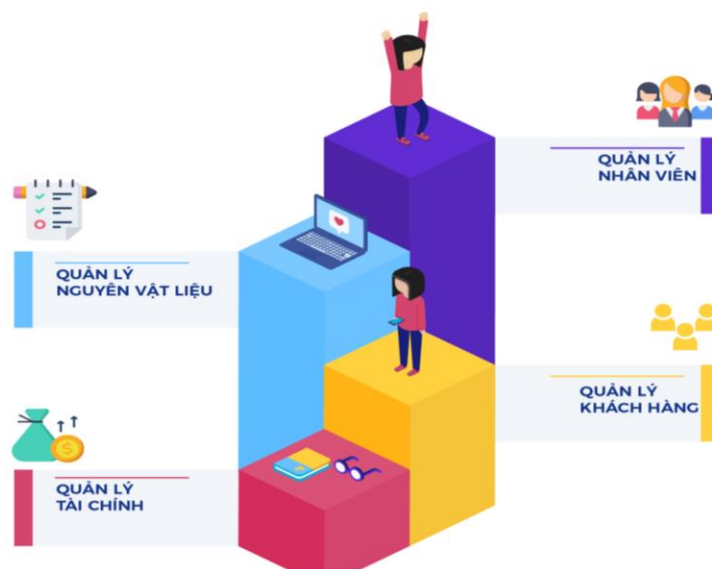 QUẢN LÝ
NHÂN VIÊN
QUẢN LÝ
NGUYÊN VẬT LIỆU
QUẢN LÝ
KHÁCH HÀNG
QUẢN LÝ
TÀI CHÍNH